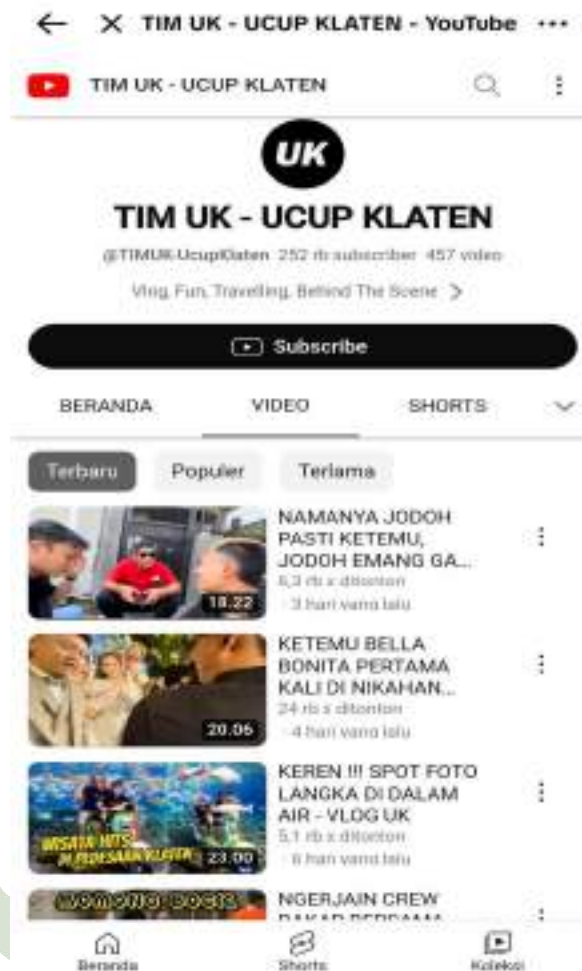 TIM UK - UCUP KLATEN - YouTube
TIM UK - UCUP KLATEN
UK
TIM UK - UCUP KLATEN
@TIMUK-UcupKlaten 252 rb subscriber 457 video
Vlog, Fun, Travelling, Behind The Scene
Subscribe
BERANDA VIDEO SHORTS
Terbaru Populer Terlama
NAMANYA JODOH
PASTI KETEMU,
JODOH EMANG GA...
6,3 rb x ditonton
3 hari yang lalu
18.22
KETEMU BELLA
BONITA PERTAMA
KALI DI NIKAHAN...
24 rb x ditonton
4 hari yang lalu
20.06
KEREN !!! SPOT FOTO
LANGKA DI DALAM
AIR - VLOG UK
5,1 rb x ditonton
6 hari yang lalu
WISATA HITS
DI PEDESAAN KLATEN
23.00
NGERJAIN CREW
Beranda Shorts Koleksi